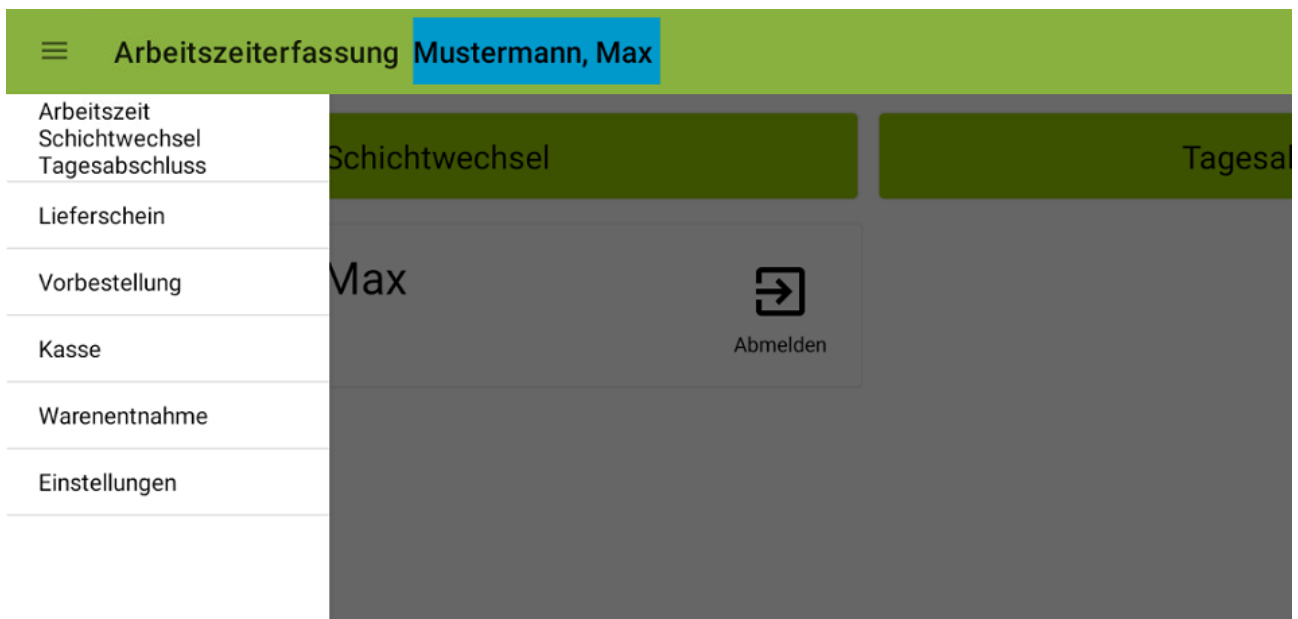 Arbeitszeiterfassung Mustermann, Max
Arbeitszeit
Schichtwechsel
Tagesabschluss
Lieferschein
Vorbestellung
Kasse
Warenentnahme
Einstellungen
Schichtwechsel
Tagesab
Max
Abmelden